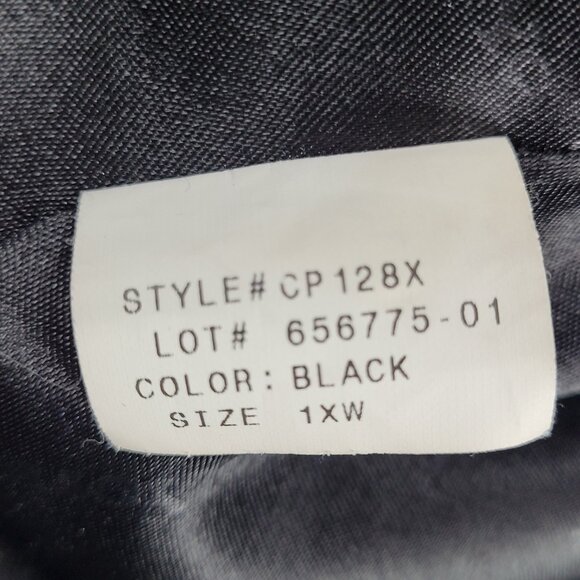 STYLE# CP128X
LOT# 656775-01
COLOR: BLACK
SIZE 1XW